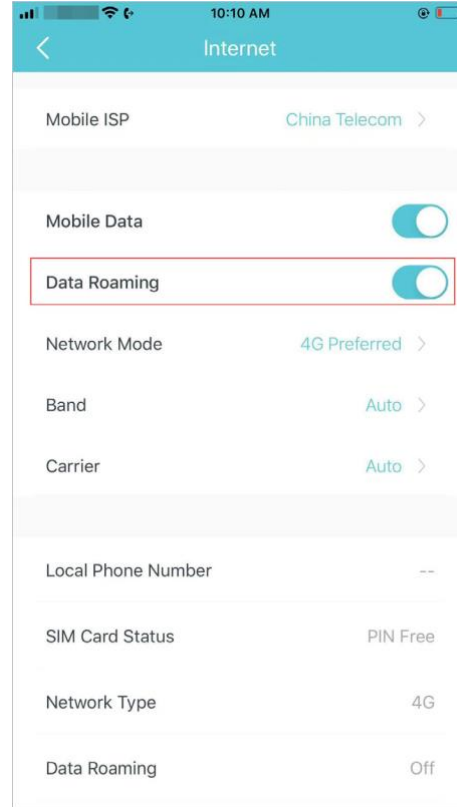 10:10 AM
Internet
Mobile ISP China Telecom
Mobile Data
Data Roaming
Network Mode 4G Preferred
Band Auto
Carrier Auto
Local Phone Number --
SIM Card Status PIN Free
Network Type 4G
Data Roaming Off